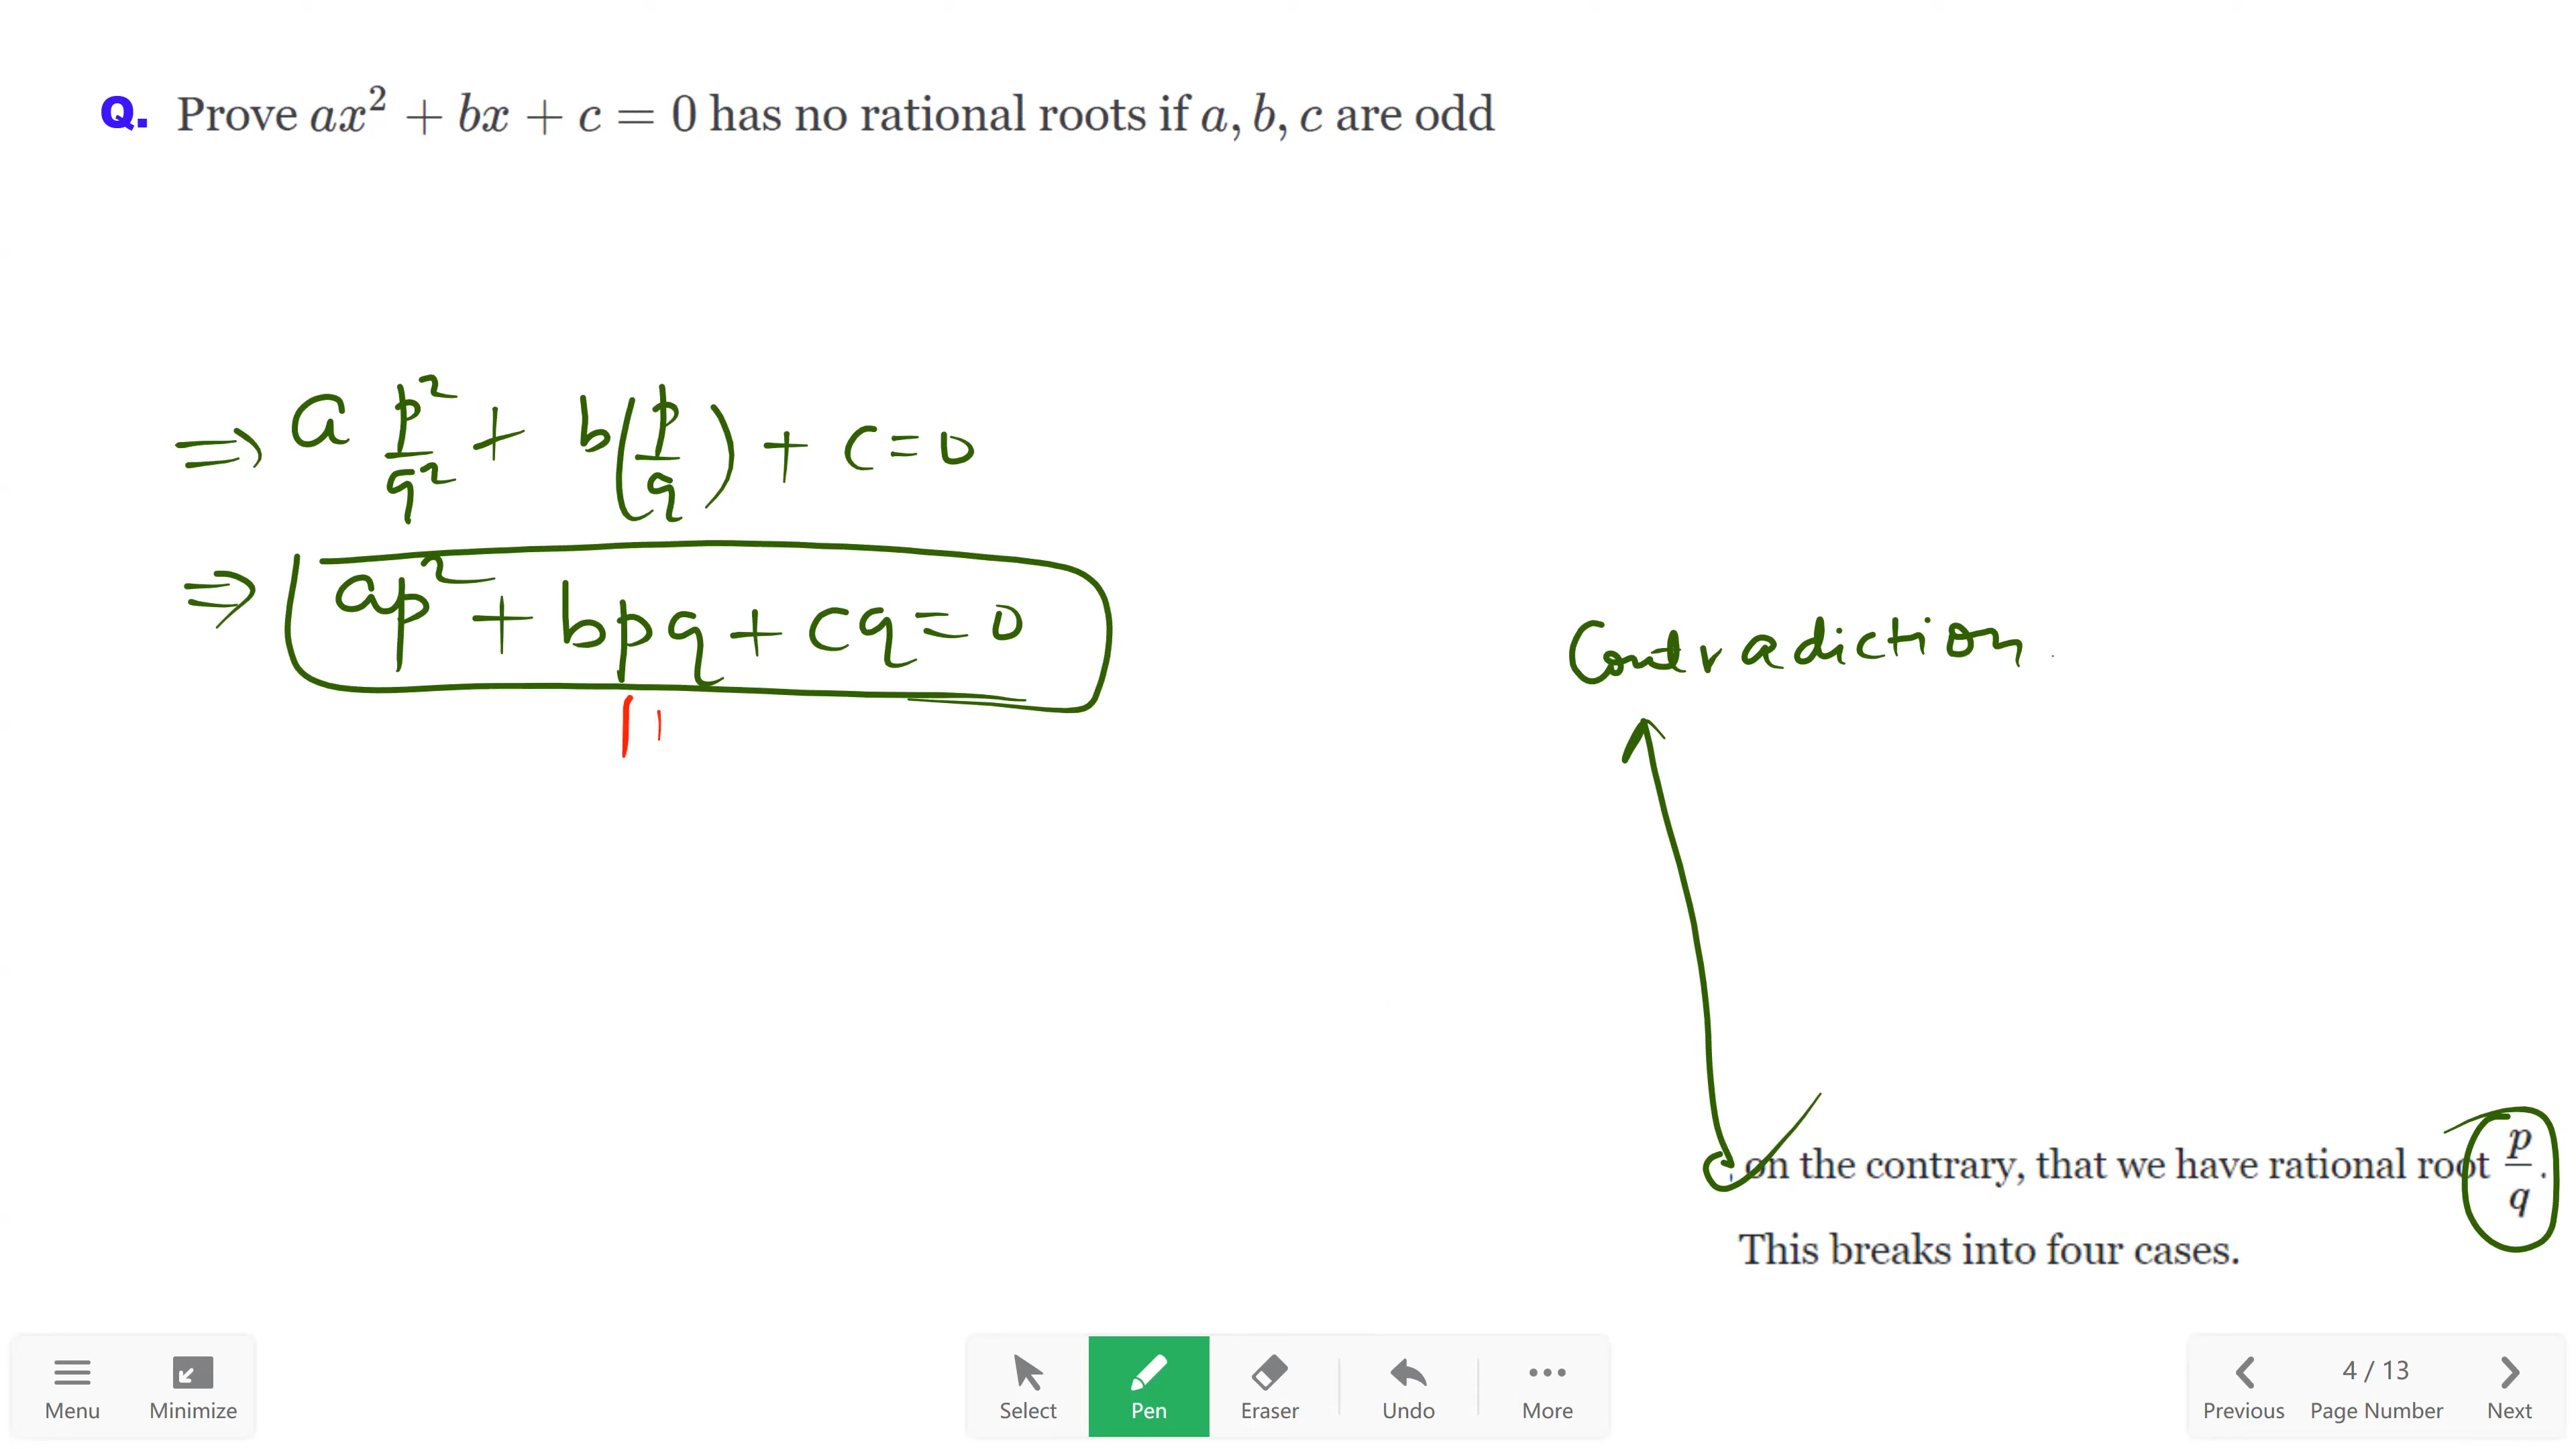 Q. Prove ax² + bx + c = 0 has no rational roots if a, b, c are odd
⇒ a p²/q² + b(p/q) + c = 0
⇒ ap² + bpq + cq = 0
Contradiction
on the contrary, that we have rational root p/q.
This breaks into four cases.
Menu Minimize Select Pen Eraser Undo More Previous 4 / 13 Page Number Next